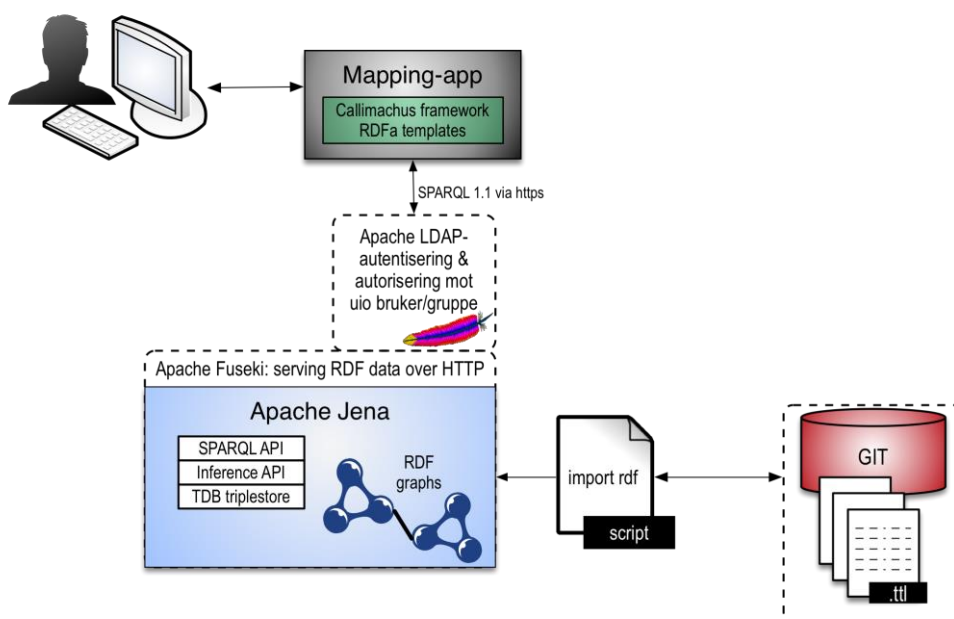 Mapping-app
Callimachus framework
RDFa templates
SPARQL 1.1 via https
Apache LDAP-
autentisering &
autorisering mot
uio bruker/gruppe
Apache Fuseki: serving RDF data over HTTP
Apache Jena
SPARQL API
Inference API
TDB triplestore
RDF
graphs
import rdf
script
GIT
.ttl